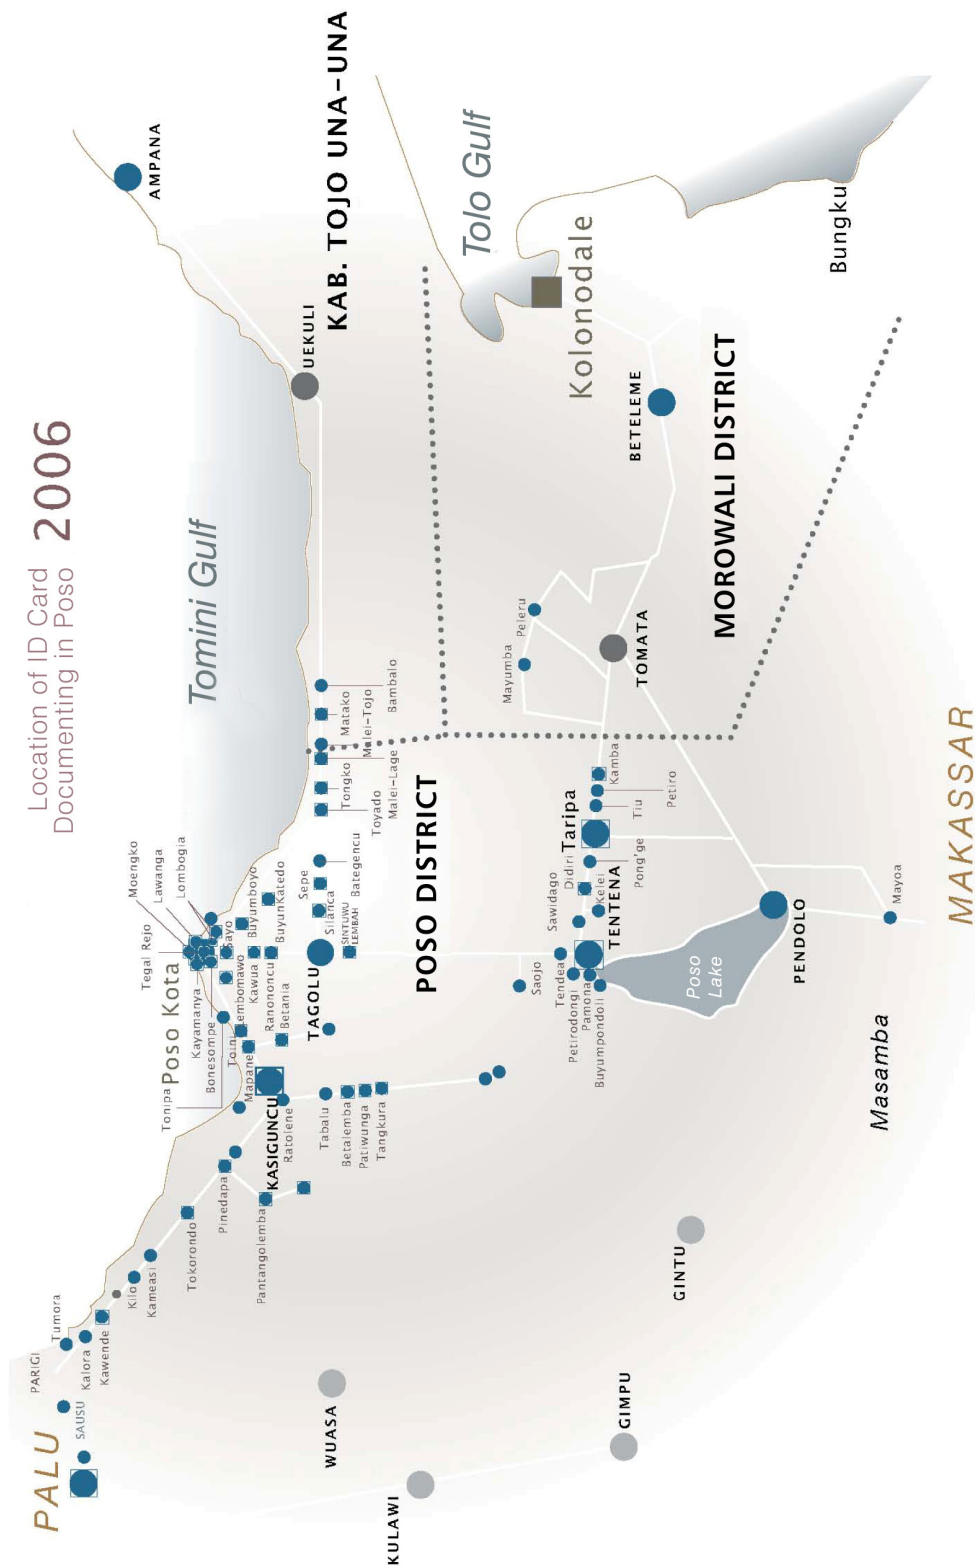 Location of ID Card
Documenting in Poso 2006
PALU
PARIGI
SAUSU
Tumora
Kalora
Kawende
Kilo
Kameasi
Tokorondo
Pinedapa
Pantangolemba
Tonipa
Poso Kota
Tegal Rejo
Moengko
Lawanga
Lombogia
Kayamanya
Bonesompe
Toini
Mapane
Lembomawo
Sayo
Kawua
Ranononcu
Betania
Buyumboyo
BuyunKatedo
KASIGUNCU
Ratolene
Tabalu
Betalemba
Patiwunga
Tangkura
TAGOLU
SINTUWU
LEMBAH
Silanca
Sepe
Bategencu
Toyado
Tongko
Malei-Lage
Malei-Tojo
Matako
Bambalo
Tomini Gulf
UEKULI
AMPANA
KAB. TOJO UNA-UNA
POSO DISTRICT
Tolo Gulf
Kolonodale
Bungku
BETELEME
MOROWALI DISTRICT
TOMATA
Mayumba
Peleru
Saojo
Tendea
Petirodongi
Pamona
Buyumpondoli
TENTENA
Sawidago
Didiri
Kelei
Pong'ge
Taripa
Tiu
Petiro
Kamba
Poso
Lake
PENDOLO
Mayoa
Masamba
MAKASSAR
WUASA
KULAWI
GIMPU
GINTU